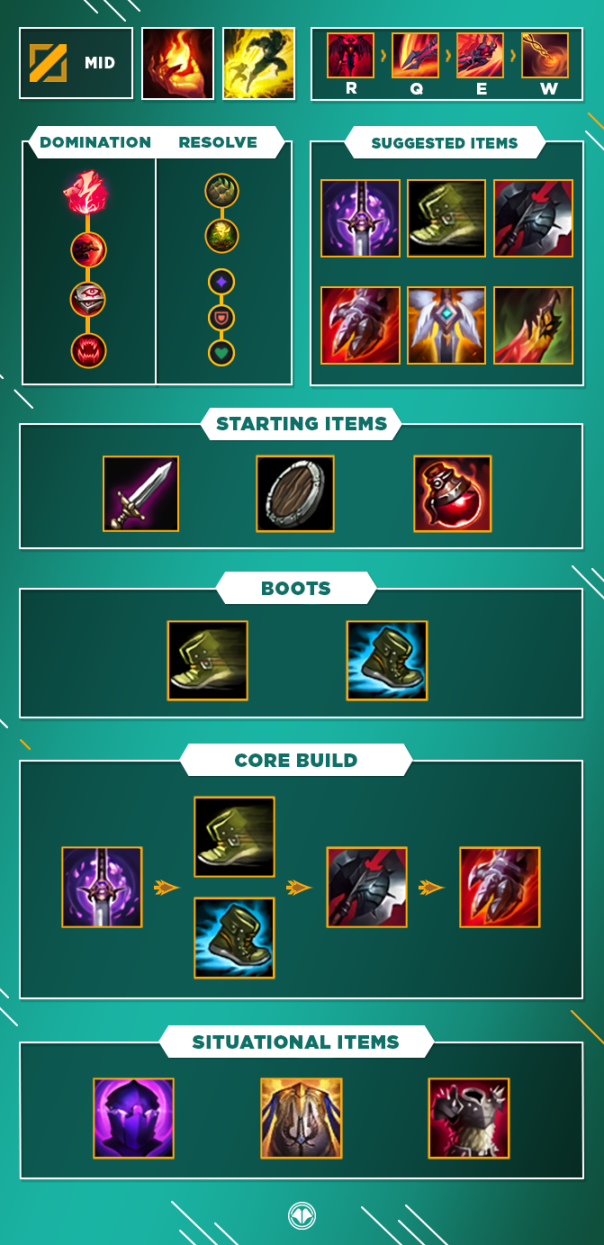 MID
R Q E W
DOMINATION RESOLVE
SUGGESTED ITEMS
STARTING ITEMS
BOOTS
CORE BUILD
SITUATIONAL ITEMS